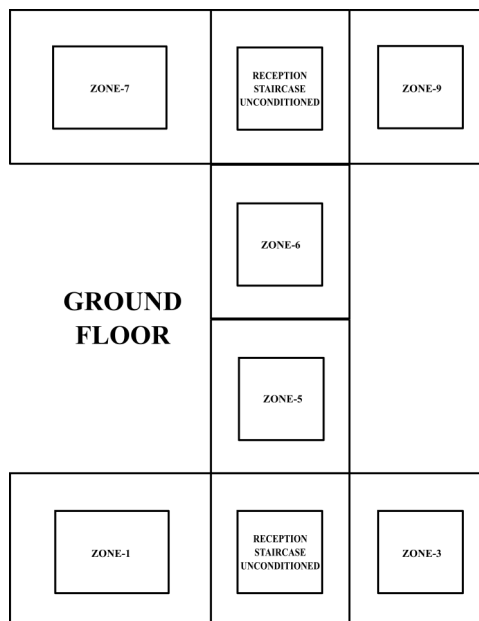 ZONE-7
RECEPTION
STAIRCASE
UNCONDITIONED
ZONE-9
ZONE-6
GROUND
FLOOR
ZONE-5
ZONE-1
RECEPTION
STAIRCASE
UNCONDITIONED
ZONE-3